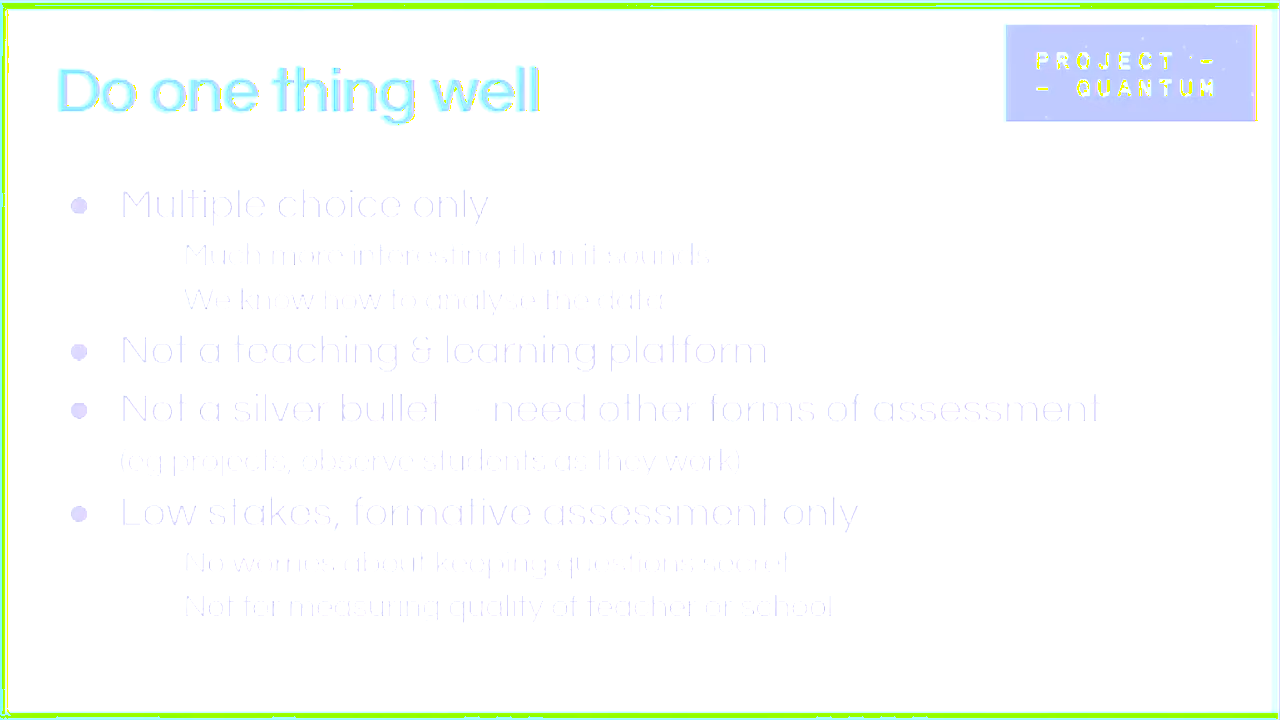 Do one thing well
PROJECT -
- QUANTUM
● Multiple choice only
Much more interesting than it sounds
We know how to analyse the data
● Not a teaching & learning platform
● Not a silver bullet need other forms of assessment
(eg projects, observe students as they work)
● Low stakes, formative assessment only
No worries about keeping questions secret
Not for measuring quality of teacher or school